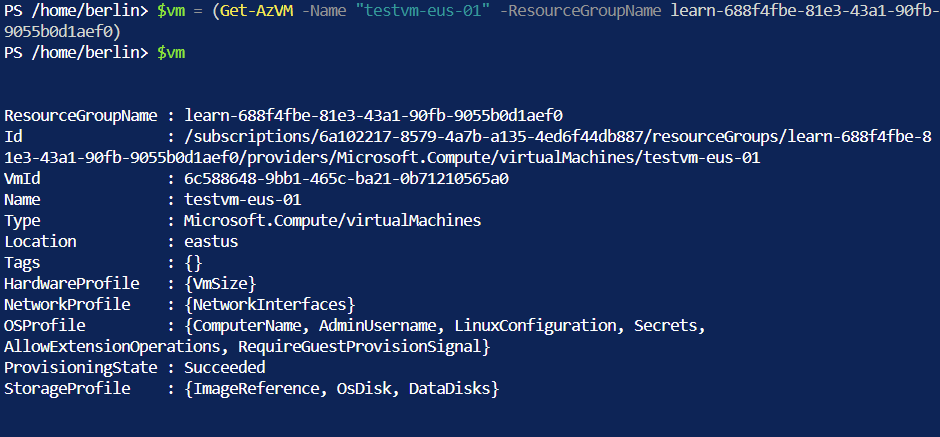 PS /home/berlin> $vm = (Get-AzVM -Name "testvm-eus-01" -ResourceGroupName learn-688f4fbe-81e3-43a1-90fb-
9055b0d1aef0)
PS /home/berlin> $vm
ResourceGroupName : learn-688f4fbe-81e3-43a1-90fb-9055b0d1aef0
Id : /subscriptions/6a102217-8579-4a7b-a135-4ed6f44db887/resourceGroups/learn-688f4fbe-8
1e3-43a1-90fb-9055b0d1aef0/providers/Microsoft.Compute/virtualMachines/testvm-eus-01
VmId : 6c588648-9bb1-465c-ba21-0b71210565a0
Name : testvm-eus-01
Type : Microsoft.Compute/virtualMachines
Location : eastus
Tags : {}
HardwareProfile : {VmSize}
NetworkProfile : {NetworkInterfaces}
OSProfile : {ComputerName, AdminUsername, LinuxConfiguration, Secrets,
AllowExtensionOperations, RequireGuestProvisionSignal}
ProvisioningState : Succeeded
StorageProfile : {ImageReference, OsDisk, DataDisks}